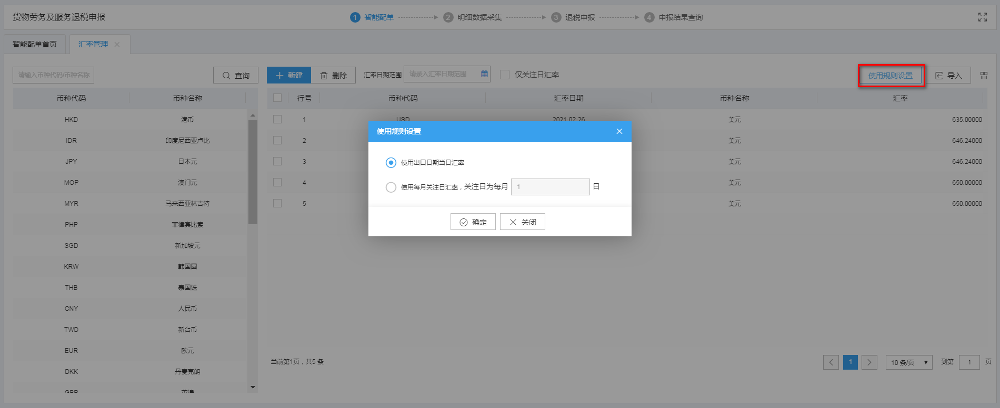 货物劳务及服务退税申报
1 智能配单 2 明细数据采集 3 退税申报 4 申报结果查询
智能配单首页 汇率管理
请输入币种代码/币种名称 查询 新建 删除 汇率日期范围 请录入汇率日期范围 仅关注日汇率 使用规则设置 导入
币种代码 币种名称 行号 币种代码 汇率日期 币种名称 汇率
HKD 港币 1 USD 2021-02-26 美元 635.00000
IDR 印度尼西亚卢比 2 美元 646.24000
JPY 日本元 3 美元 646.24000
MOP 澳门元 4 美元 650.00000
MYR 马来西亚林吉特 5 美元 650.00000
PHP 菲律宾比索
SGD 新加坡元
KRW 韩国圆
THB 泰国铢
CNY 人民币
TWD 新台币
EUR 欧元
DKK 丹麦克朗
GBP 英镑
使用规则设置
使用出口日期当日汇率
使用每月关注日汇率，关注日为每月 1 日
确定 关闭
当前第1页，共5 条 1 10 条/页 到第 1 页